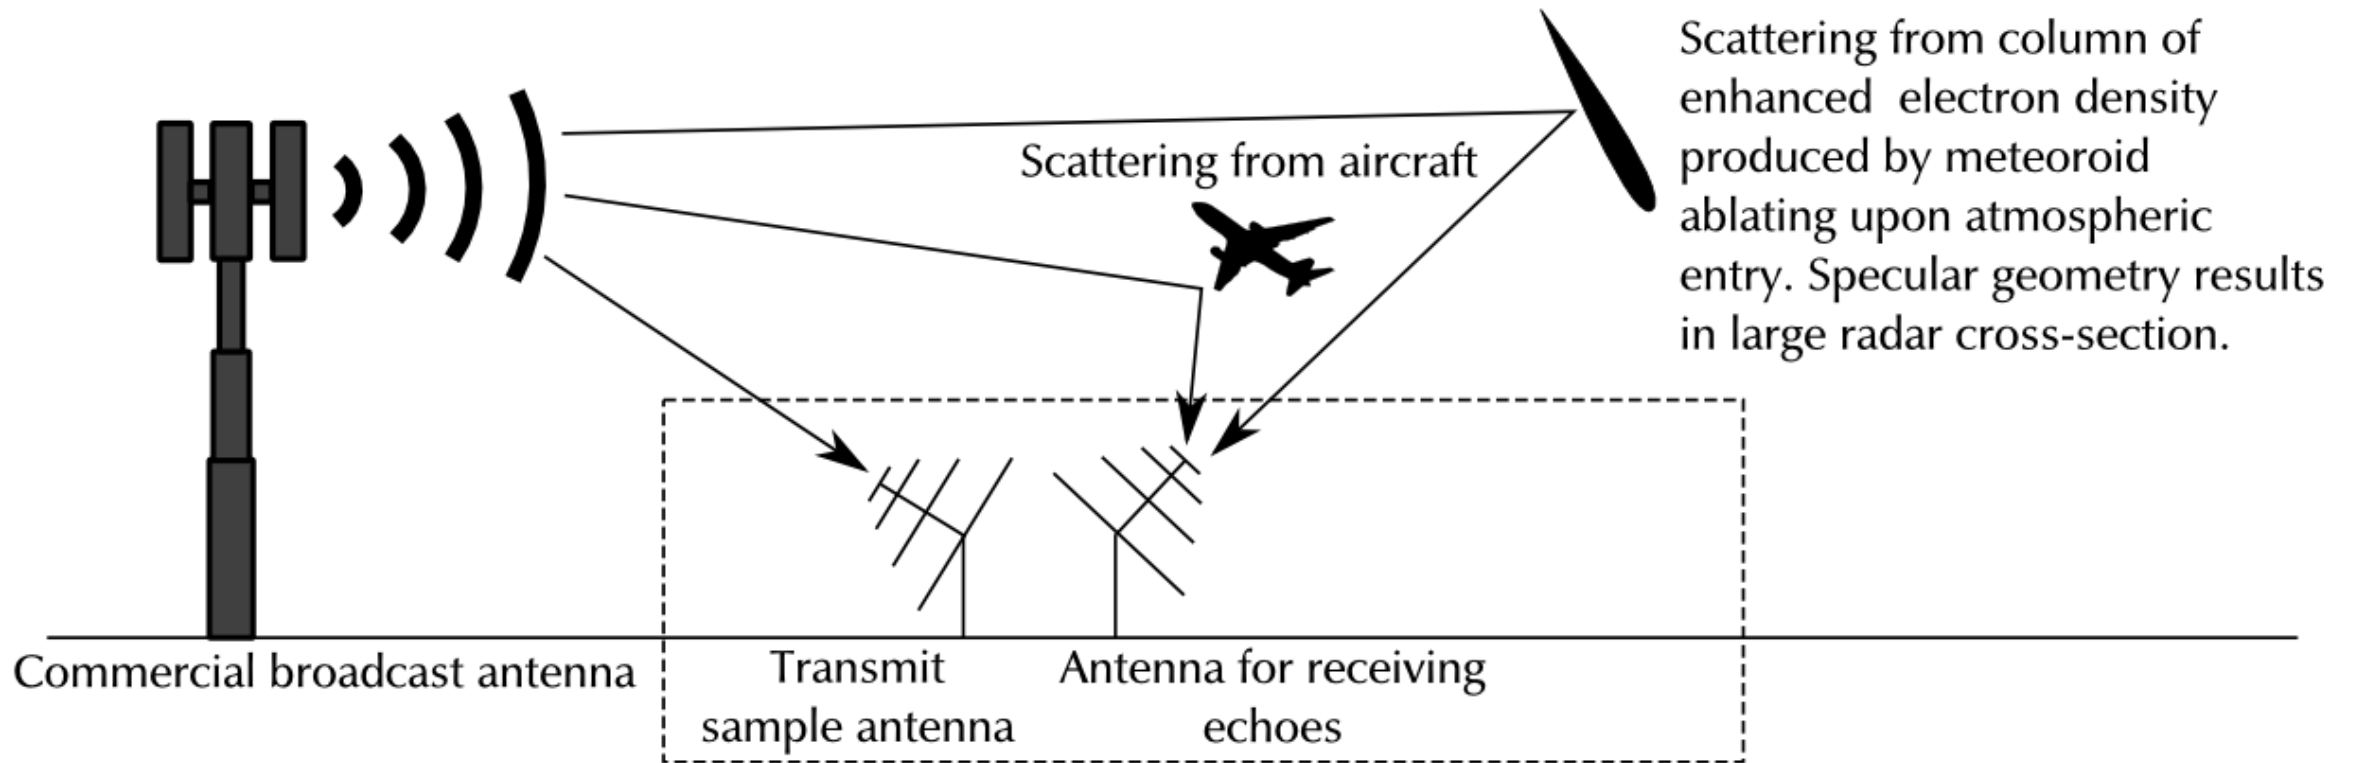 Scattering from column of
enhanced  electron density
produced by meteoroid
ablating upon atmospheric
entry. Specular geometry results
in large radar cross-section.
Scattering from aircraft
Commercial broadcast antenna
Transmit
sample antenna
Antenna for receiving
echoes